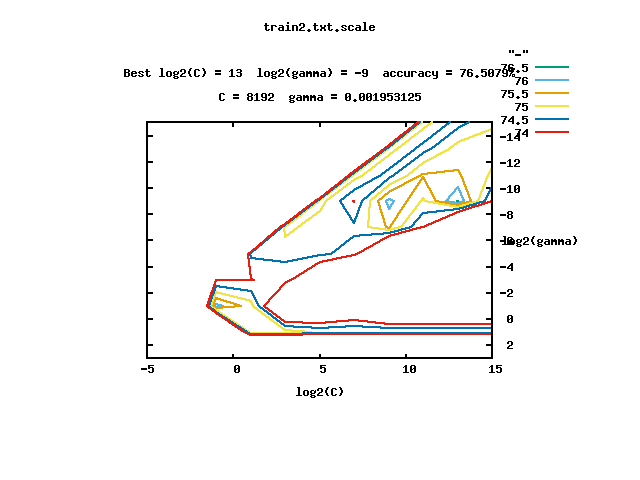 train2.txt.scale
"-"
Best log2(C) = 13 log2(gamma) = -9 accuracy = 76.5079%
76.5
76
C = 8192 gamma = 0.001953125
75.5
75
74.5
74
-14
-12
-10
-8
-6
log2(gamma)
-4
-2
0
2
-5 0 5 10 15
log2(C)